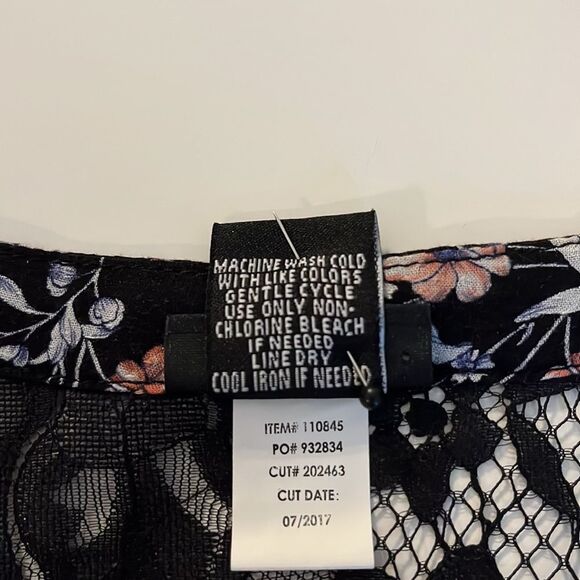 MACHINE WASH COLD
WITH LIKE COLORS
GENTLE CYCLE
USE ONLY NON-
CHLORINE BLEACH
IF NEEDED
LINE DRY
COOL IRON IF NEEDED
ITEM# 110845
PO# 932834
CUT# 202463
CUT DATE:
07/2017